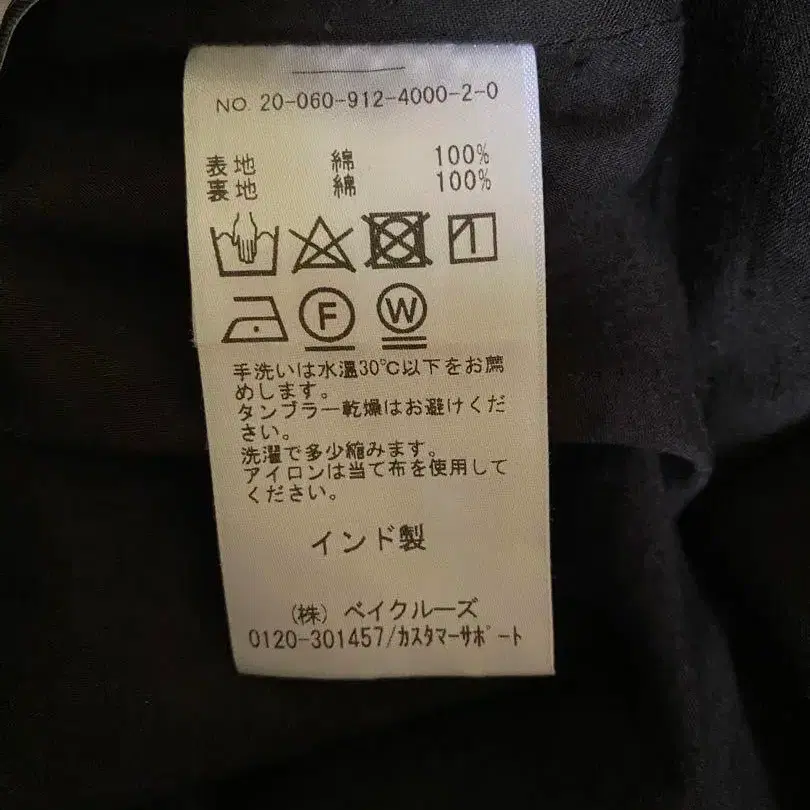 NO. 20-060-912-4000-2-0
表地 綿 100%
裏地 綿 100%
F W
手洗いは水温30℃以下をお薦
めします。
タンブラー乾燥はお避けくだ
さい。
洗濯で多少縮みます。
アイロンは当て布を使用して
ください。
インド製
(株) ベイクルーズ
0120-301457/カスタマーサポート